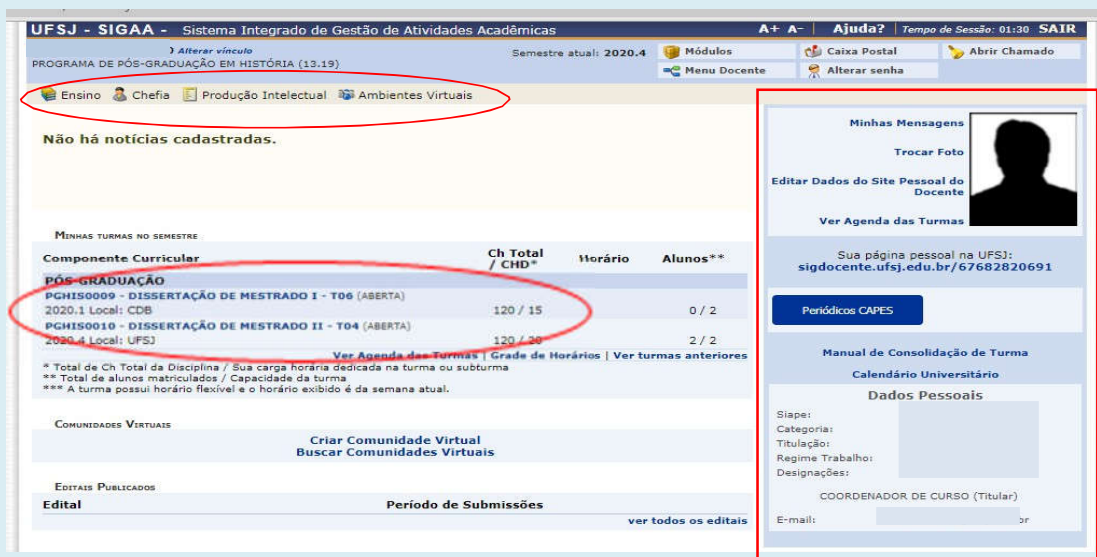 UFSJ - SIGAA - Sistema Integrado de Gestão de Atividades Acadêmicas
A+ A- | Ajuda? | Tempo de Sessão: 01:30 SAIR
Alterar vínculo
PROGRAMA DE PÓS-GRADUAÇÃO EM HISTÓRIA (13.19)
Semestre atual: 2020.4
Módulos
Caixa Postal
Abrir Chamado
Menu Docente
Alterar senha
Ensino Chefia Produção Intelectual Ambientes Virtuais
Não há notícias cadastradas.
MINHAS TURMAS NO SEMESTRE
Componente Curricular Ch Total / CHD* Horário Alunos**
PÓS-GRADUAÇÃO
PGHIS0009 - DISSERTAÇÃO DE MESTRADO I - T06 (ABERTA)
2020.1 Local: CDB 120 / 15 0 / 2
PGHIS0010 - DISSERTAÇÃO DE MESTRADO II - T04 (ABERTA)
2020.4 Local: UFSJ 120 / 20 2 / 2
Ver Agenda das Turmas | Grade de Horários | Ver turmas anteriores
* Total de Ch Total da Disciplina / Sua carga horária dedicada na turma ou subturma
** Total de alunos matriculados / Capacidade da turma
*** A turma possui horário flexível e o horário exibido é da semana atual.
COMUNIDADES VIRTUAIS
Criar Comunidade Virtual
Buscar Comunidades Virtuais
EDITAIS PUBLICADOS
Edital Período de Submissões
ver todos os editais
Minhas Mensagens
Trocar Foto
Editar Dados do Site Pessoal do
Docente
Ver Agenda das Turmas
Sua página pessoal na UFSJ:
sigdocente.ufsj.edu.br/67682820691
Periódicos CAPES
Manual de Consolidação de Turma
Calendário Universitário
Dados Pessoais
Siape:
Categoria:
Titulação:
Regime Trabalho:
Designações:
COORDENADOR DE CURSO (Titular)
E-mail: